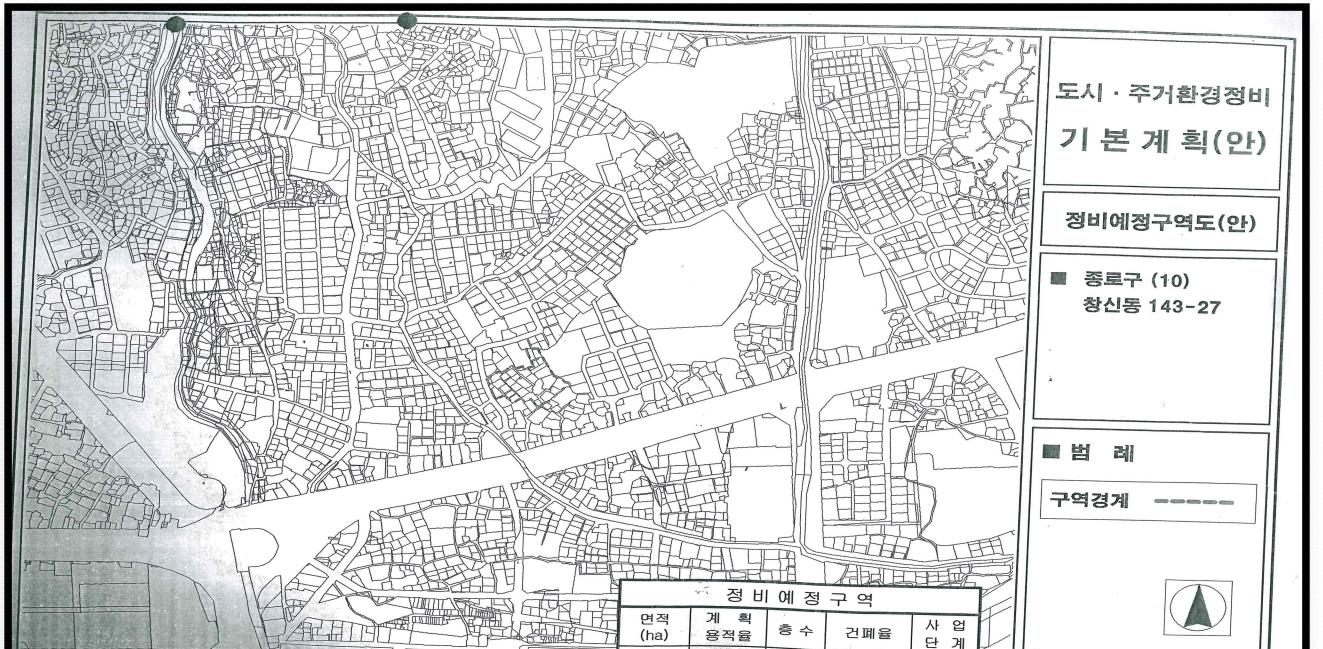 도시 · 주거환경정비
기 본 계 획(안)
정비예정구역도(안)
■ 종로구 (10)
창신동 143-27
■ 범 례
구역경계
정 비 예 정 구 역
면적
(ha)
계 획
용적율
층 수
건폐율
사 업
단 계